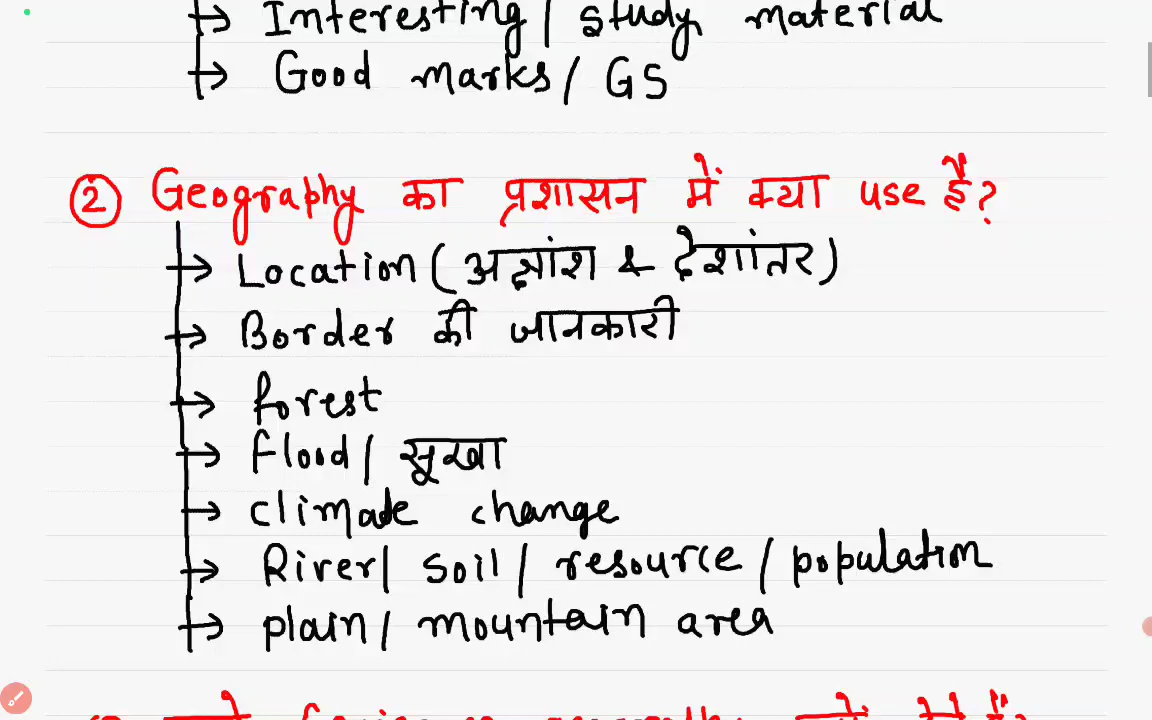 → Interesting / study material
→ Good marks / GS
② Geography का प्रशासन में क्या use है?
→ Location (अक्षांश & देशांतर)
→ Border की जानकारी
→ forest
→ flood / सूखा
→ climate change
→ River / soil / resource / population
→ plain / mountain area